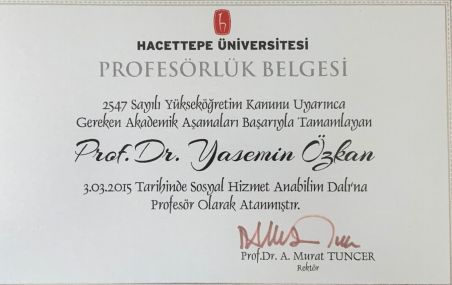 HACETTEPE ÜNİVERSİTESİ
PROFESÖRLÜK BELGESİ
2547 Sayılı Yükseköğretim Kanunu Uyarınca
Gereken Akademik Aşamaları Başarıyla Tamamlayan
Prof. Dr. Yasemin Özkan
3.03.2015 Tarihinde Sosyal Hizmet Anabilim Dalı'na
Profesör Olarak Atanmıştır.
Prof.Dr. A. Murat TUNCER
Rektör